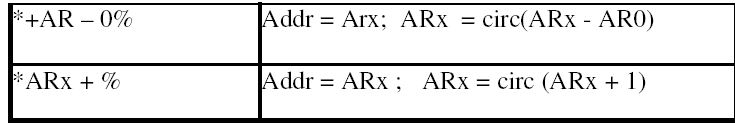 *+AR – 0% Addr = Arx; ARx = circ(ARx - AR0)
*ARx + % Addr = ARx ; ARx = circ (ARx + 1)